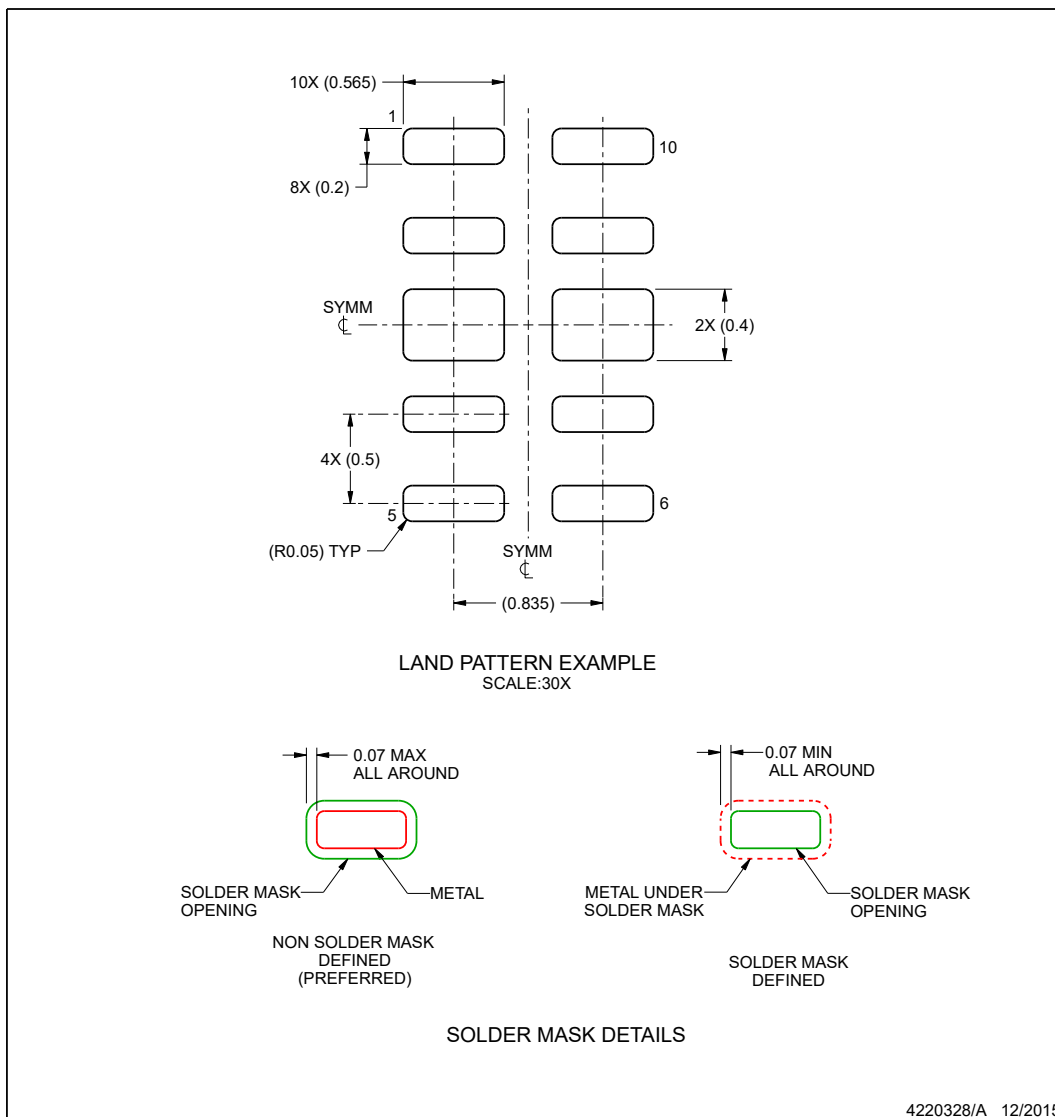 10X (0.565)
1
10
8X (0.2)
SYMM
℄
2X (0.4)
4X (0.5)
5
6
(R0.05) TYP
SYMM
℄
(0.835)
LAND PATTERN EXAMPLE
SCALE:30X
0.07 MAX
ALL AROUND
SOLDER MASK
OPENING
METAL
NON SOLDER MASK
DEFINED
(PREFERRED)
0.07 MIN
ALL AROUND
METAL UNDER
SOLDER MASK
SOLDER MASK
OPENING
SOLDER MASK
DEFINED
SOLDER MASK DETAILS
4220328/A 12/2015